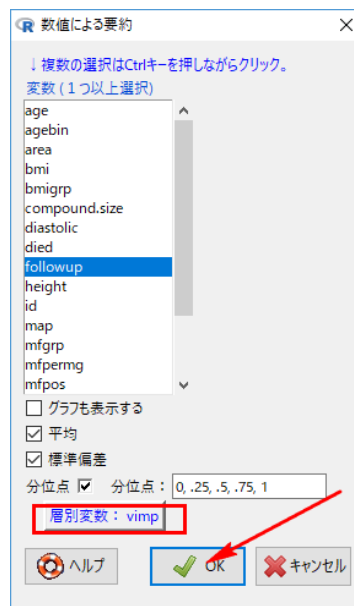 数値による要約
↓複数の選択はCtrlキーを押しながらクリック。
変数(1つ以上選択)
age
agebin
area
bmi
bmigrp
compound.size
diastolic
died
followup
height
id
map
mfgrp
mfpermg
mfpos
グラフも表示する
平均
標準偏差
分位点 分位点: 0, .25, .5, .75, 1
層別変数: vimp
ヘルプ OK キャンセル